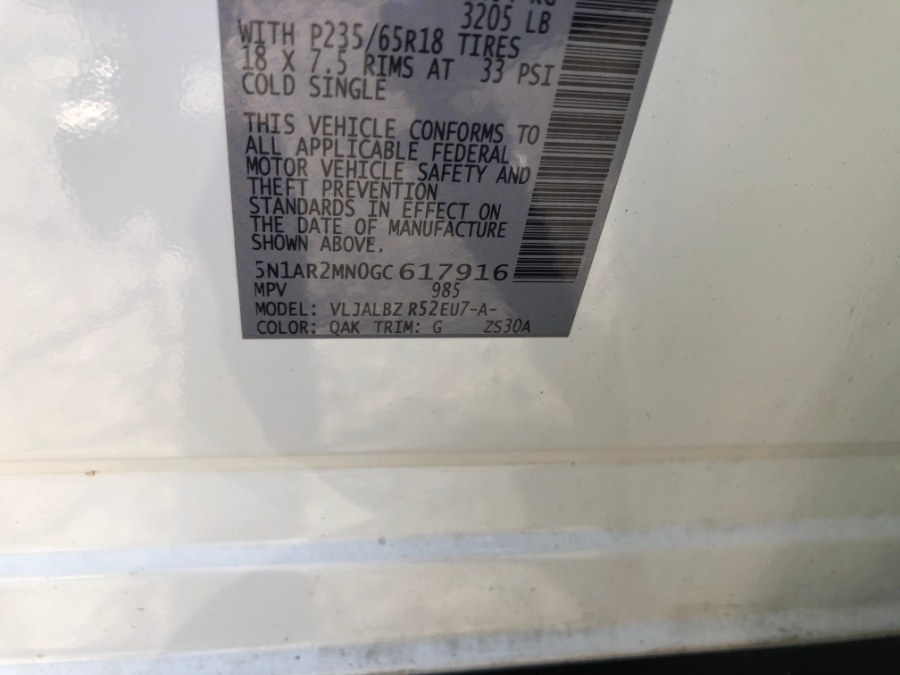 3205 LB
WITH P235/65R18 TIRES
18 X 7.5 RIMS AT 33 PSI
COLD SINGLE
THIS VEHICLE CONFORMS TO
ALL APPLICABLE FEDERAL
MOTOR VEHICLE SAFETY AND
THEFT PREVENTION
STANDARDS IN EFFECT ON
THE DATE OF MANUFACTURE
SHOWN ABOVE.
5N1AR2MN0GC617916
MPV 985
MODEL: VLJALBZ R52EU7-A-
COLOR: QAK TRIM: G ZS30A